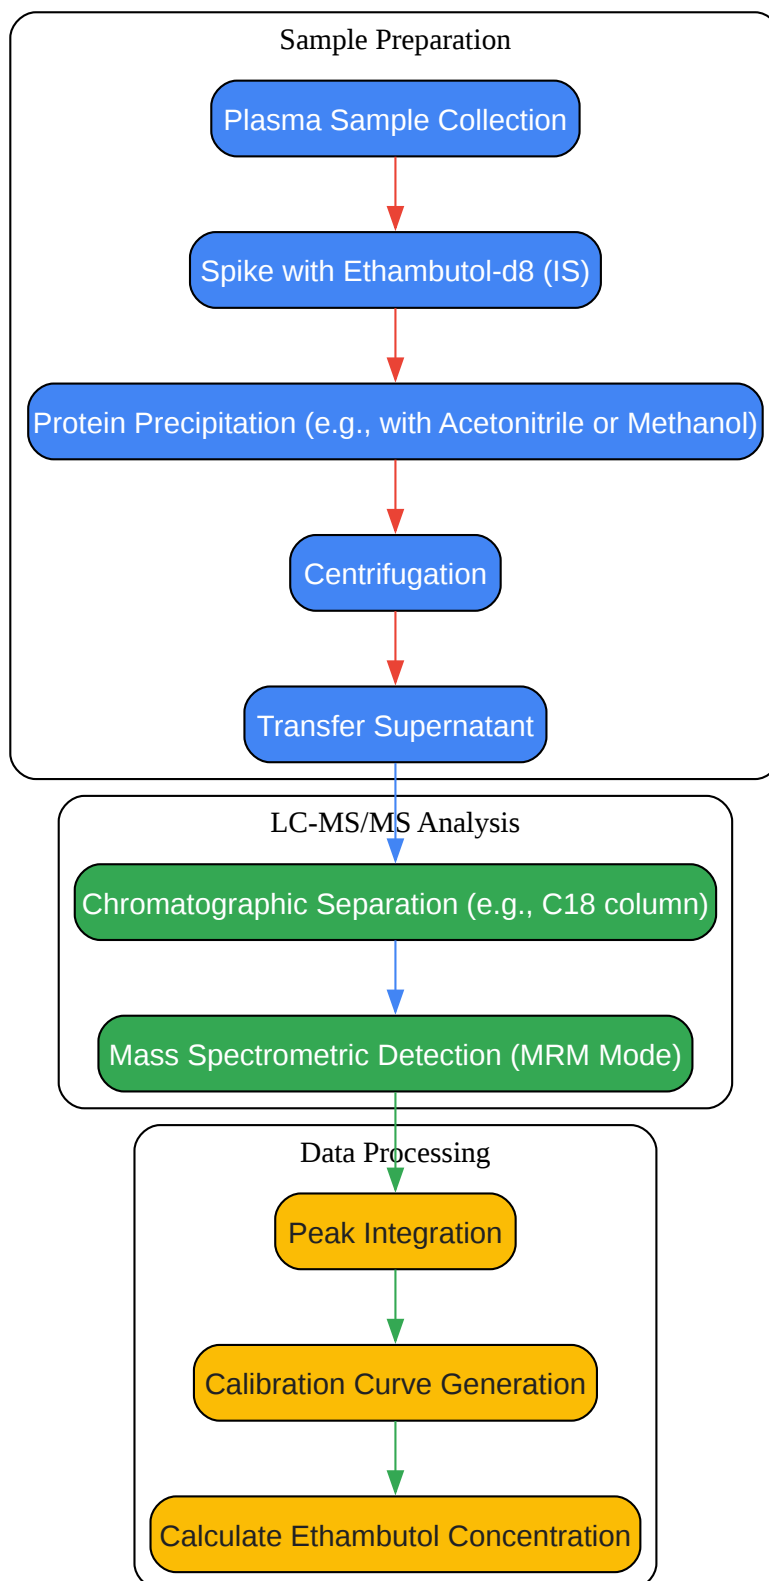 Sample Preparation
Plasma Sample Collection
Spike with Ethambutol-d8 (IS)
Protein Precipitation (e.g., with Acetonitrile or Methanol)
Centrifugation
Transfer Supernatant
LC-MS/MS Analysis
Chromatographic Separation (e.g., C18 column)
Mass Spectrometric Detection (MRM Mode)
Data Processing
Peak Integration
Calibration Curve Generation
Calculate Ethambutol Concentration